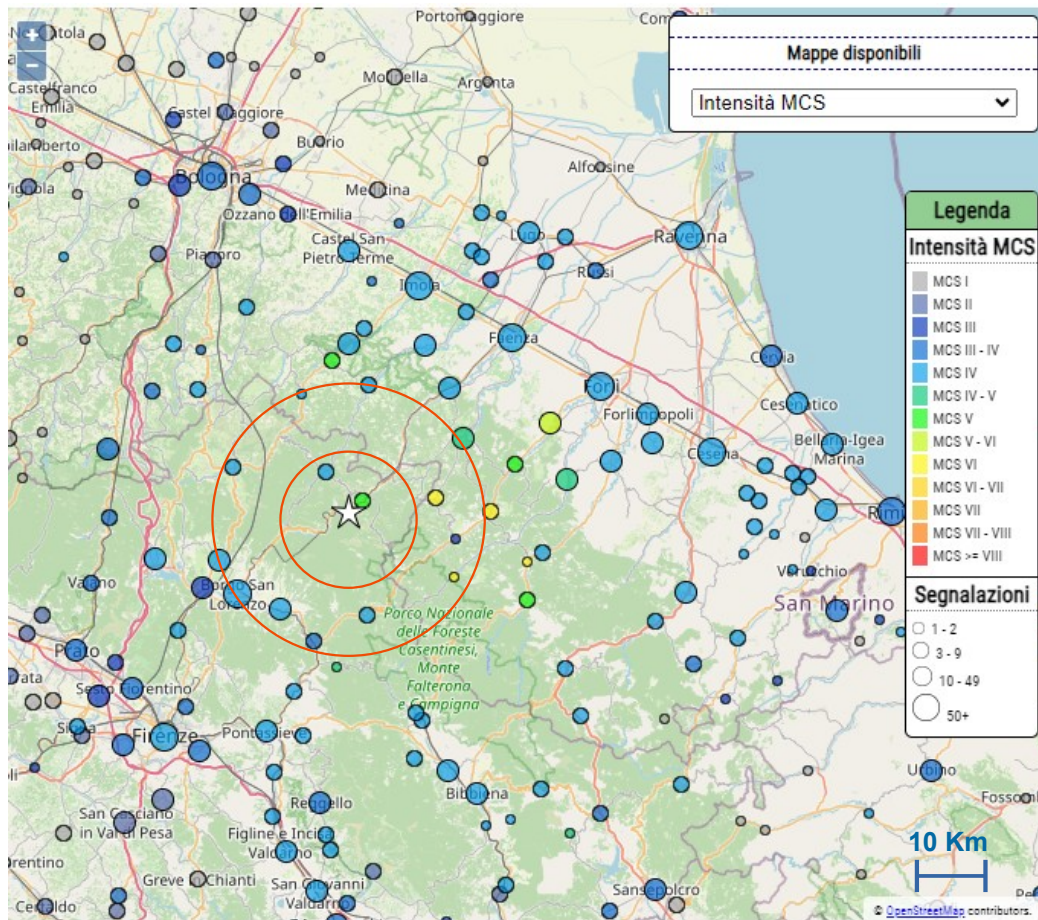 Portomaggiore
Mappe disponibili
Intensità MCS
+
−
Castelfranco
Emilia
Argenta
Castel Maggiore
Budrio
Alfonsine
Bologna
Ozzano dell'Emilia
Castel San
Pietro Terme
Lugo
Ravenna
Pianoro
Russi
Imola
Faenza
Cervia
Forlì
Forlimpopoli
Cesenatico
Cesena
Bellaria-Igea
Marina
Legenda
Intensità MCS
MCS I
MCS II
MCS III
MCS III - IV
MCS IV
MCS IV - V
MCS V
MCS V - VI
MCS VI
MCS VI - VII
MCS VII
MCS VII - VIII
MCS >= VIII
Segnalazioni
1 - 2
3 - 9
10 - 49
50+
Borgo San
Lorenzo
Vaiano
Verucchio
San Marino
Parco Nazionale
delle Foreste
Casentinesi,
Monte
Falterona
e Campigna
Prato
Sesto Fiorentino
Firenze
Pontassieve
Bibbiena
Reggello
San Casciano
in Val di Pesa
Figline e Incisa
Valdarno
Greve in Chianti
San Giovanni
Valdarno
Sansepolcro
Urbino
10 Km
© OpenStreetMap contributors.